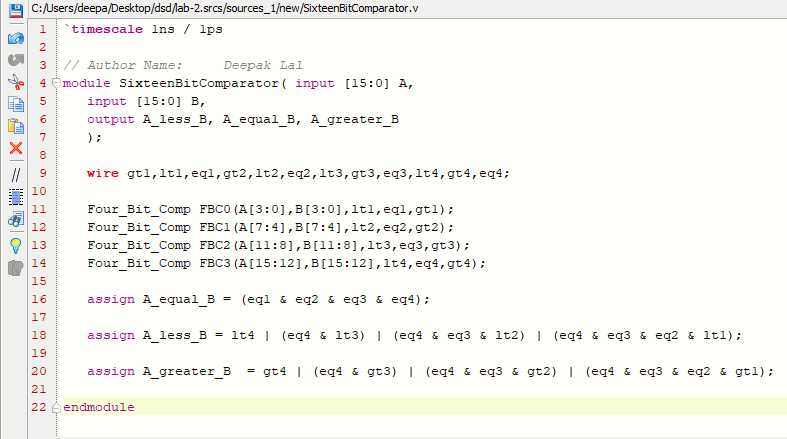 C:/Users/deepa/Desktop/dsd/lab-2.srcs/sources_1/new/SixteenBitComparator.v
1 `timescale 1ns / 1ps
2
3 // Author Name: Deepak Lal
4 module SixteenBitComparator( input [15:0] A,
5 input [15:0] B,
6 output A_less_B, A_equal_B, A_greater_B
7 );
8
9 wire gt1,lt1,eq1,gt2,lt2,eq2,lt3,gt3,eq3,lt4,gt4,eq4;
10
11 Four_Bit_Comp FBC0(A[3:0],B[3:0],lt1,eq1,gt1);
12 Four_Bit_Comp FBC1(A[7:4],B[7:4],lt2,eq2,gt2);
13 Four_Bit_Comp FBC2(A[11:8],B[11:8],lt3,eq3,gt3);
14 Four_Bit_Comp FBC3(A[15:12],B[15:12],lt4,eq4,gt4);
15
16 assign A_equal_B = (eq1 & eq2 & eq3 & eq4);
17
18 assign A_less_B = lt4 | (eq4 & lt3) | (eq4 & eq3 & lt2) | (eq4 & eq3 & eq2 & lt1);
19
20 assign A_greater_B = gt4 | (eq4 & gt3) | (eq4 & eq3 & gt2) | (eq4 & eq3 & eq2 & gt1);
21
22 endmodule